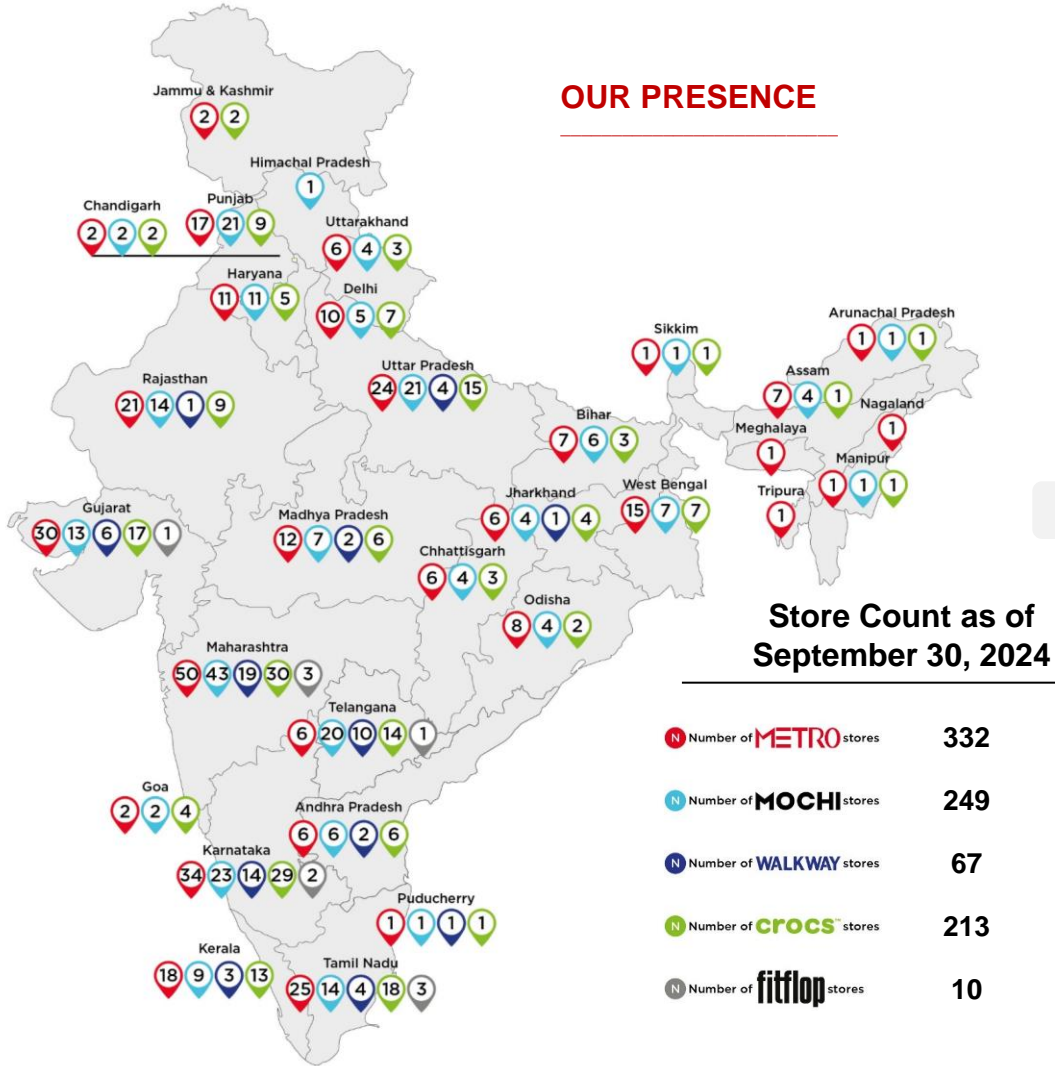 OUR PRESENCE
Jammu & Kashmir
2 2
Himachal Pradesh
1
Chandigarh
2 2 2
Punjab
17 21 9
Uttarakhand
6 4 3
Haryana
11 11 5
Delhi
10 5 7
Sikkim
1 1 1
Arunachal Pradesh
1 1 1
Rajasthan
21 14 1 9
Uttar Pradesh
24 21 4 15
Assam
7 4 1
Nagaland
1
Bihar
7 6 3
Meghalaya
1
Manipur
1 1 1
Gujarat
30 13 6 17 1
Madhya Pradesh
12 7 2 6
Jharkhand
6 4 1 4
West Bengal
15 7 7
Tripura
1
Chhattisgarh
6 4 3
Odisha
8 4 2
Maharashtra
50 43 19 30 3
Telangana
6 20 10 14 1
Goa
2 2 4
Andhra Pradesh
6 6 2 6
Karnataka
34 23 14 29 2
Puducherry
1 1 1 1
Kerala
18 9 3 13
Tamil Nadu
25 14 4 18 3
Store Count as of
September 30, 2024
N Number of METRO stores 332
N Number of MOCHI stores 249
N Number of WALKWAY stores 67
N Number of crocs™ stores 213
N Number of fitflop stores 10